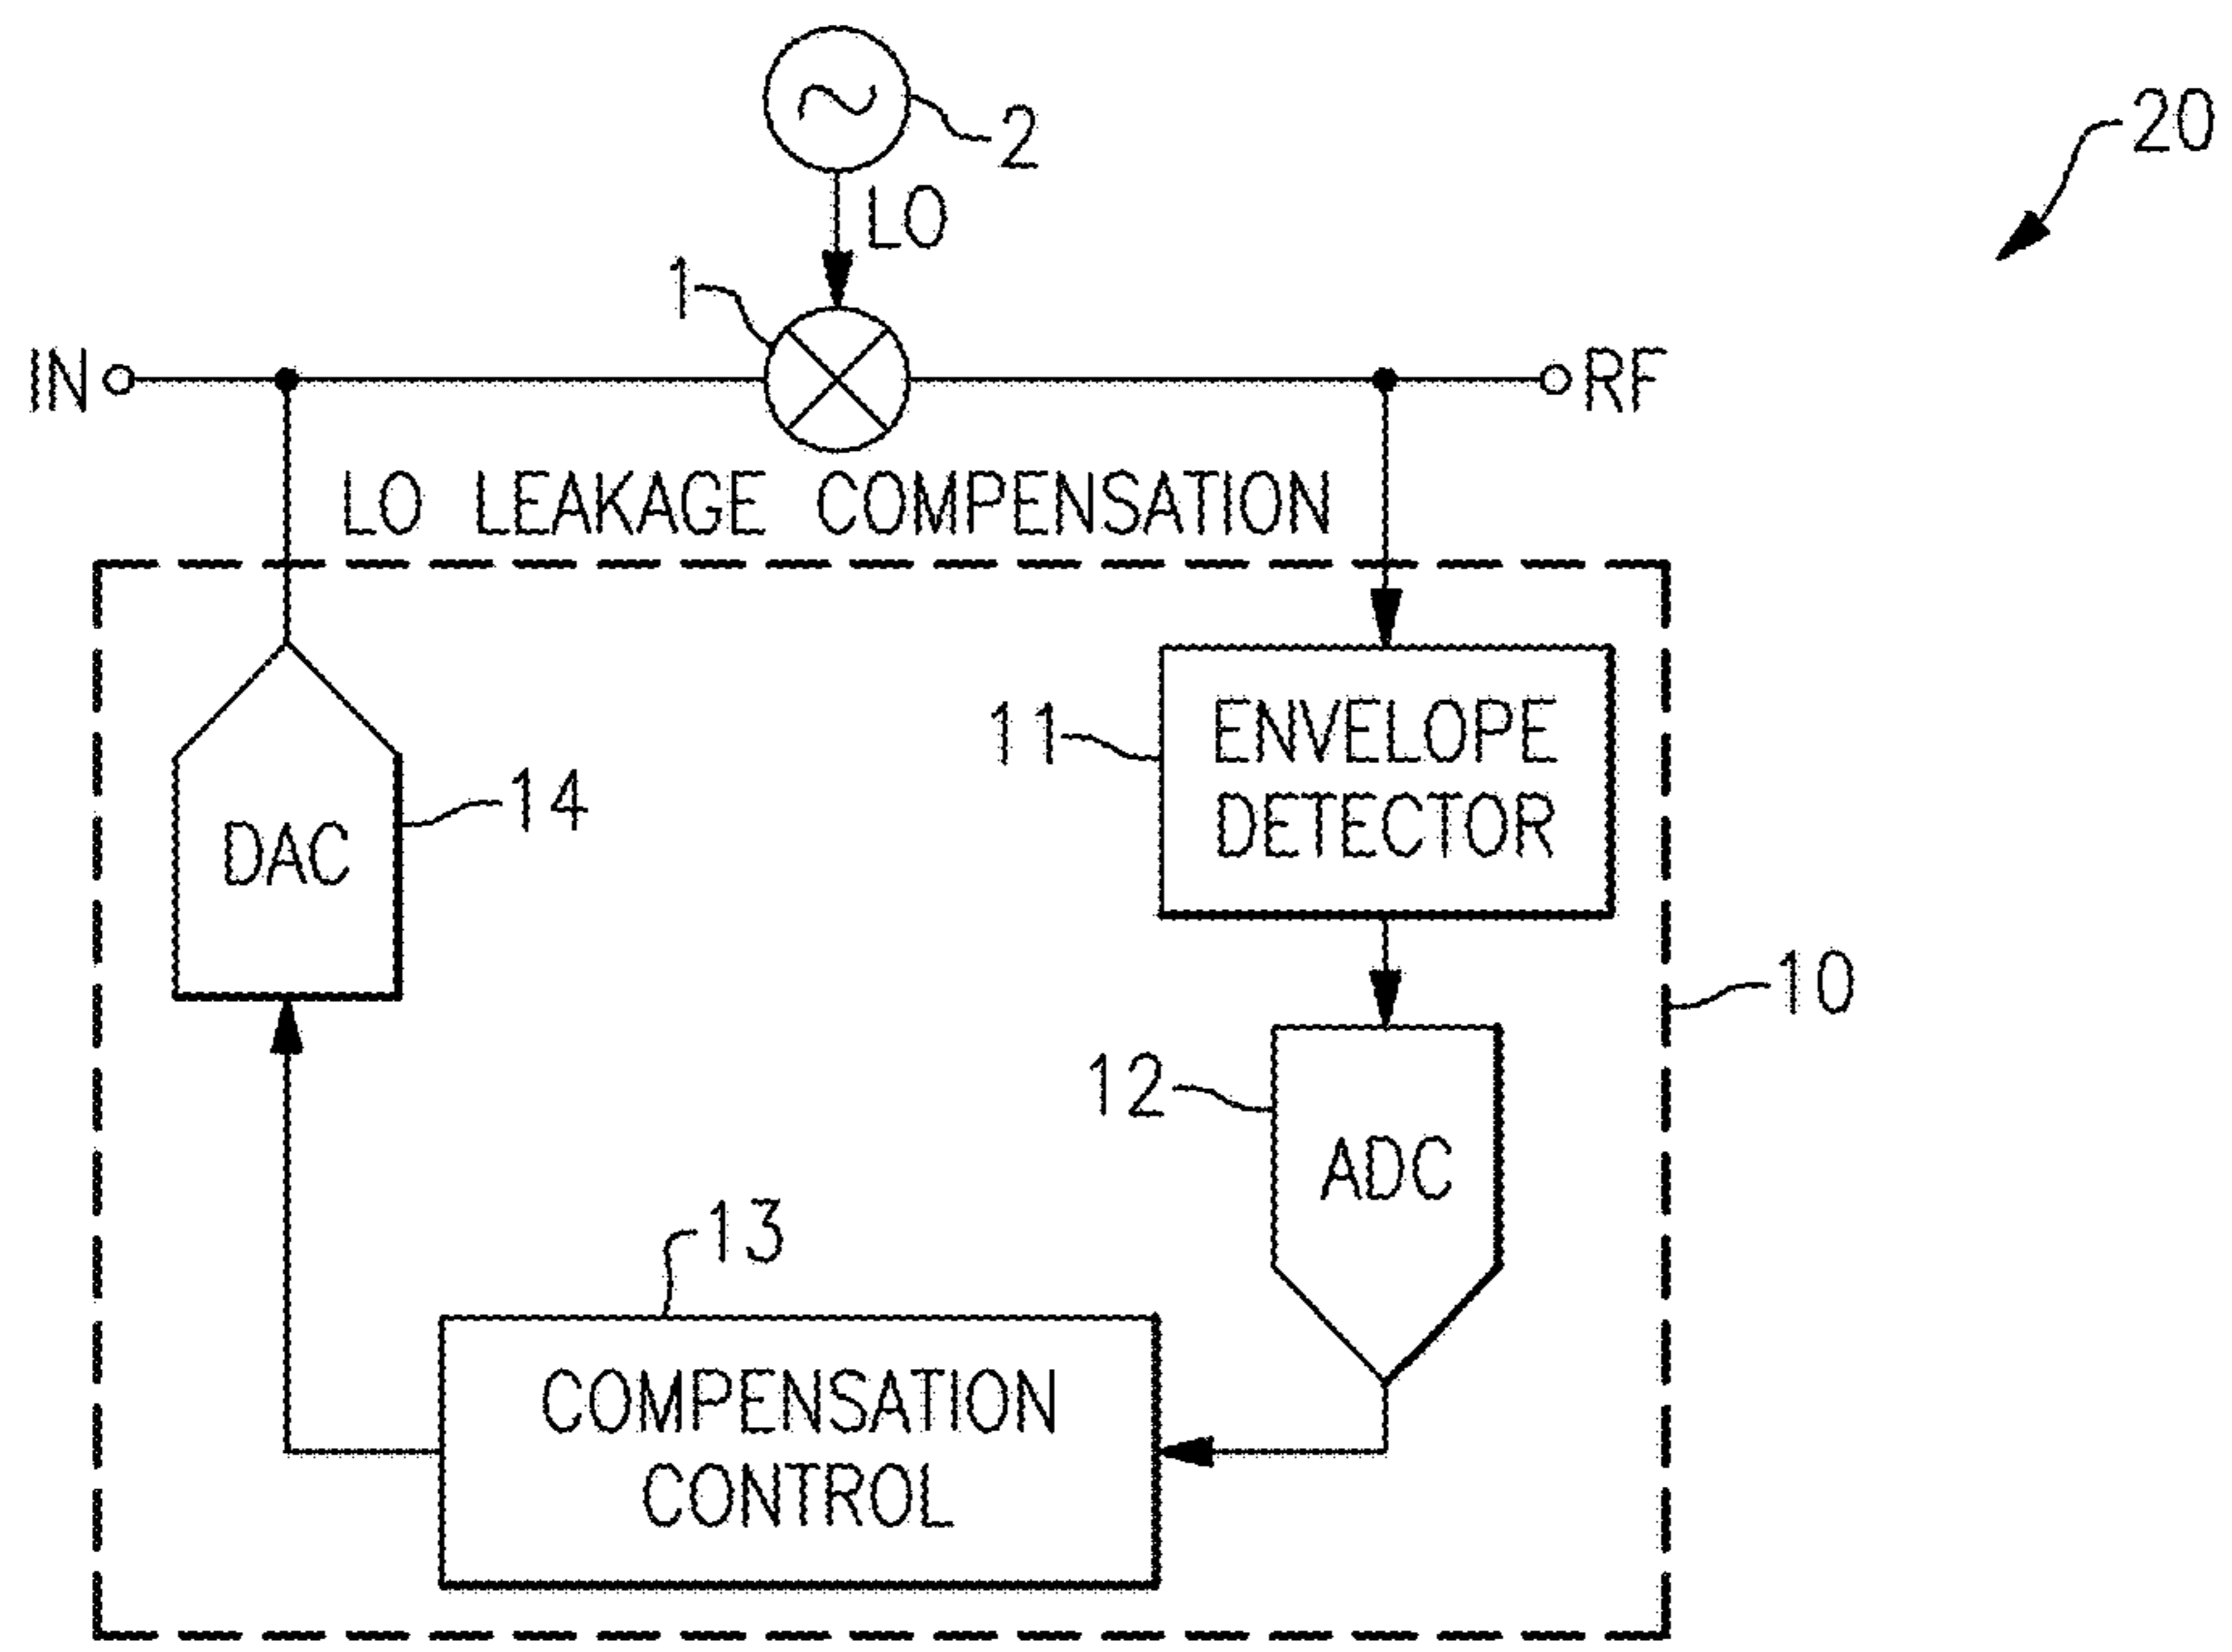 2
20
LO
1
IN
RF
LO LEAKAGE COMPENSATION
11
ENVELOPE
DETECTOR
14
DAC
10
12
ADC
13
COMPENSATION
CONTROL